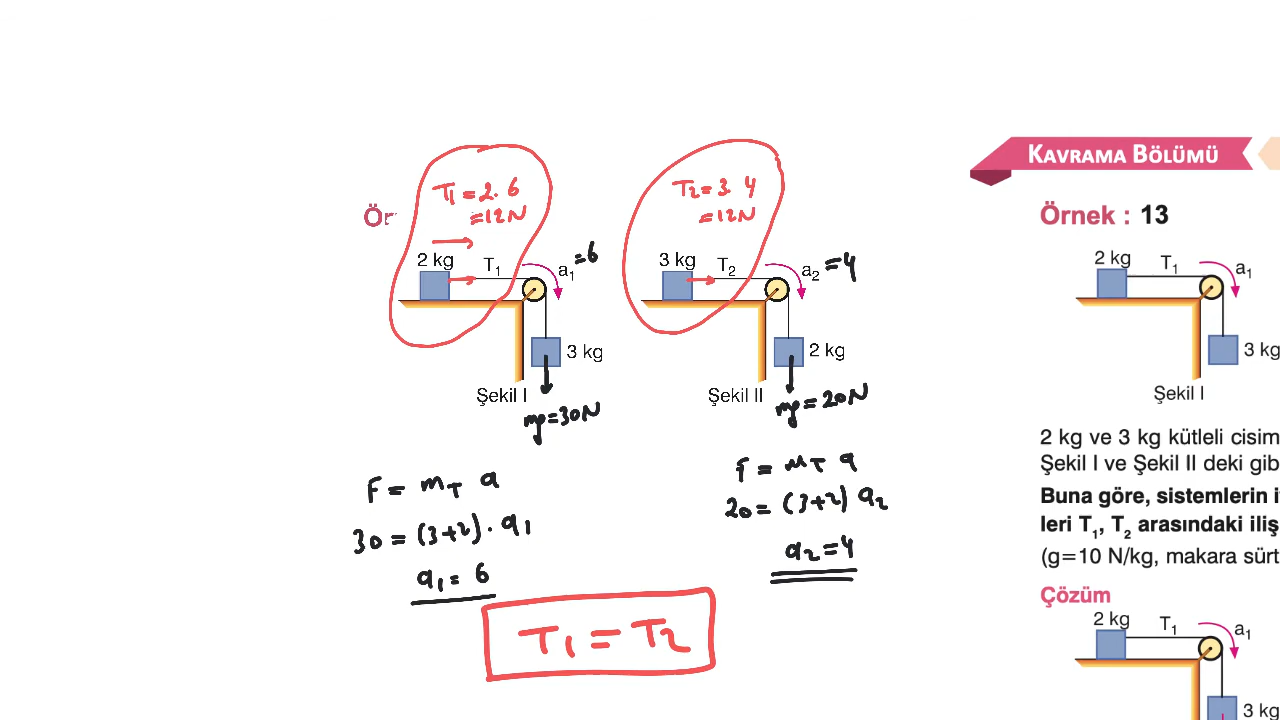 T1 = 2. 6
= 12N
Ör
2 kg
T1
a1 = 6
3 kg
Şekil I
mg = 30N
F = mT a
30 = (3+2) . a1
a1 = 6
T2 = 3 4
= 12N
3 kg
T2
a2 = 4
2 kg
Şekil II
mg = 20N
F = mT a
20 = (3+2) a2
a2 = 4
T1 = T2
KAVRAMA BÖLÜMÜ
Örnek : 13
2 kg
T1
a1
3 kg
Şekil I
2 kg ve 3 kg kütleli cisim
Şekil I ve Şekil II deki gib
Buna göre, sistemlerin i
leri T1, T2 arasındaki iliş
(g=10 N/kg, makara sürt
Çözüm
2 kg
T1
a1
3 kg